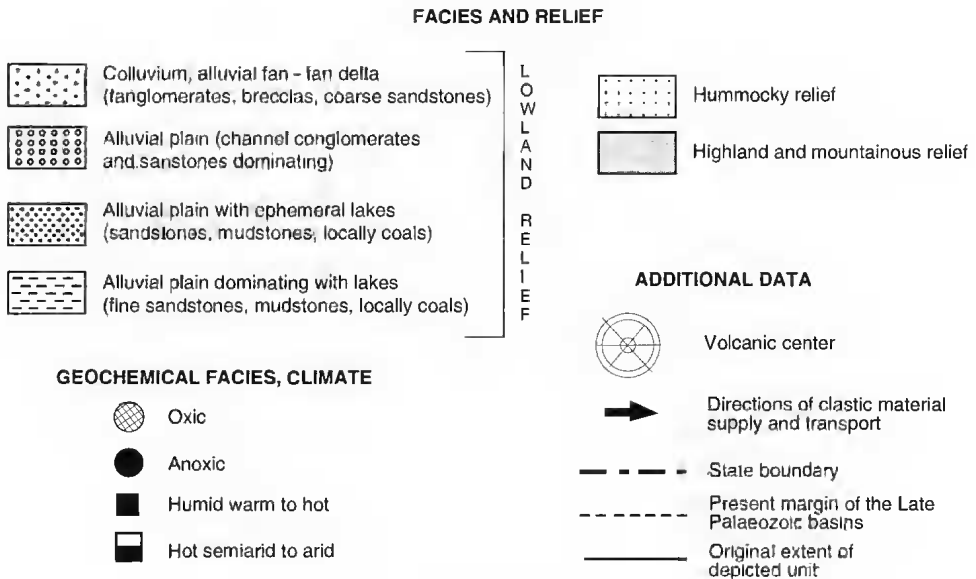 FACIES AND RELIEF
Colluvium, alluvial fan - fan delta
(fanglomerates, breccias, coarse sandstones)
Alluvial plain (channel conglomerates
and.sanstones dominating)
Alluvial plain with ephemeral lakes
(sandstones, mudstones, locally coals)
Alluvial plain dominating with lakes
(fine sandstones, mudstones, locally coals)
LOWLAND RELIEF
Hummocky relief
Highland and mountainous relief
GEOCHEMICAL FACIES, CLIMATE
Oxic
Anoxic
Humid warm to hot
Hot semiarid to arid
ADDITIONAL DATA
Volcanic center
Directions of clastic material
supply and transport
State boundary
Present margin of the Late
Palaeozoic basins
Original extent of
depicted unit